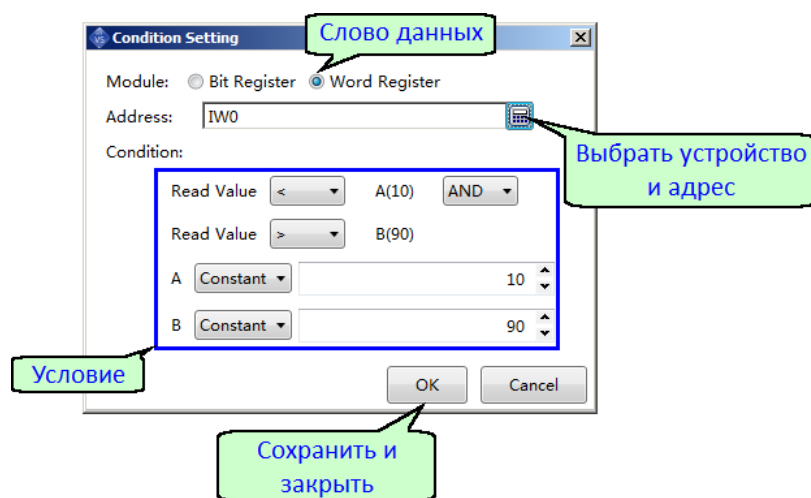 Condition Setting
Слово данных
Module: Bit Register Word Register
Address: IW0
Выбрать устройство
и адрес
Condition:
Read Value < A(10) AND
Read Value > B(90)
A Constant 10
B Constant 90
Условие
OK Cancel
Сохранить и
закрыть